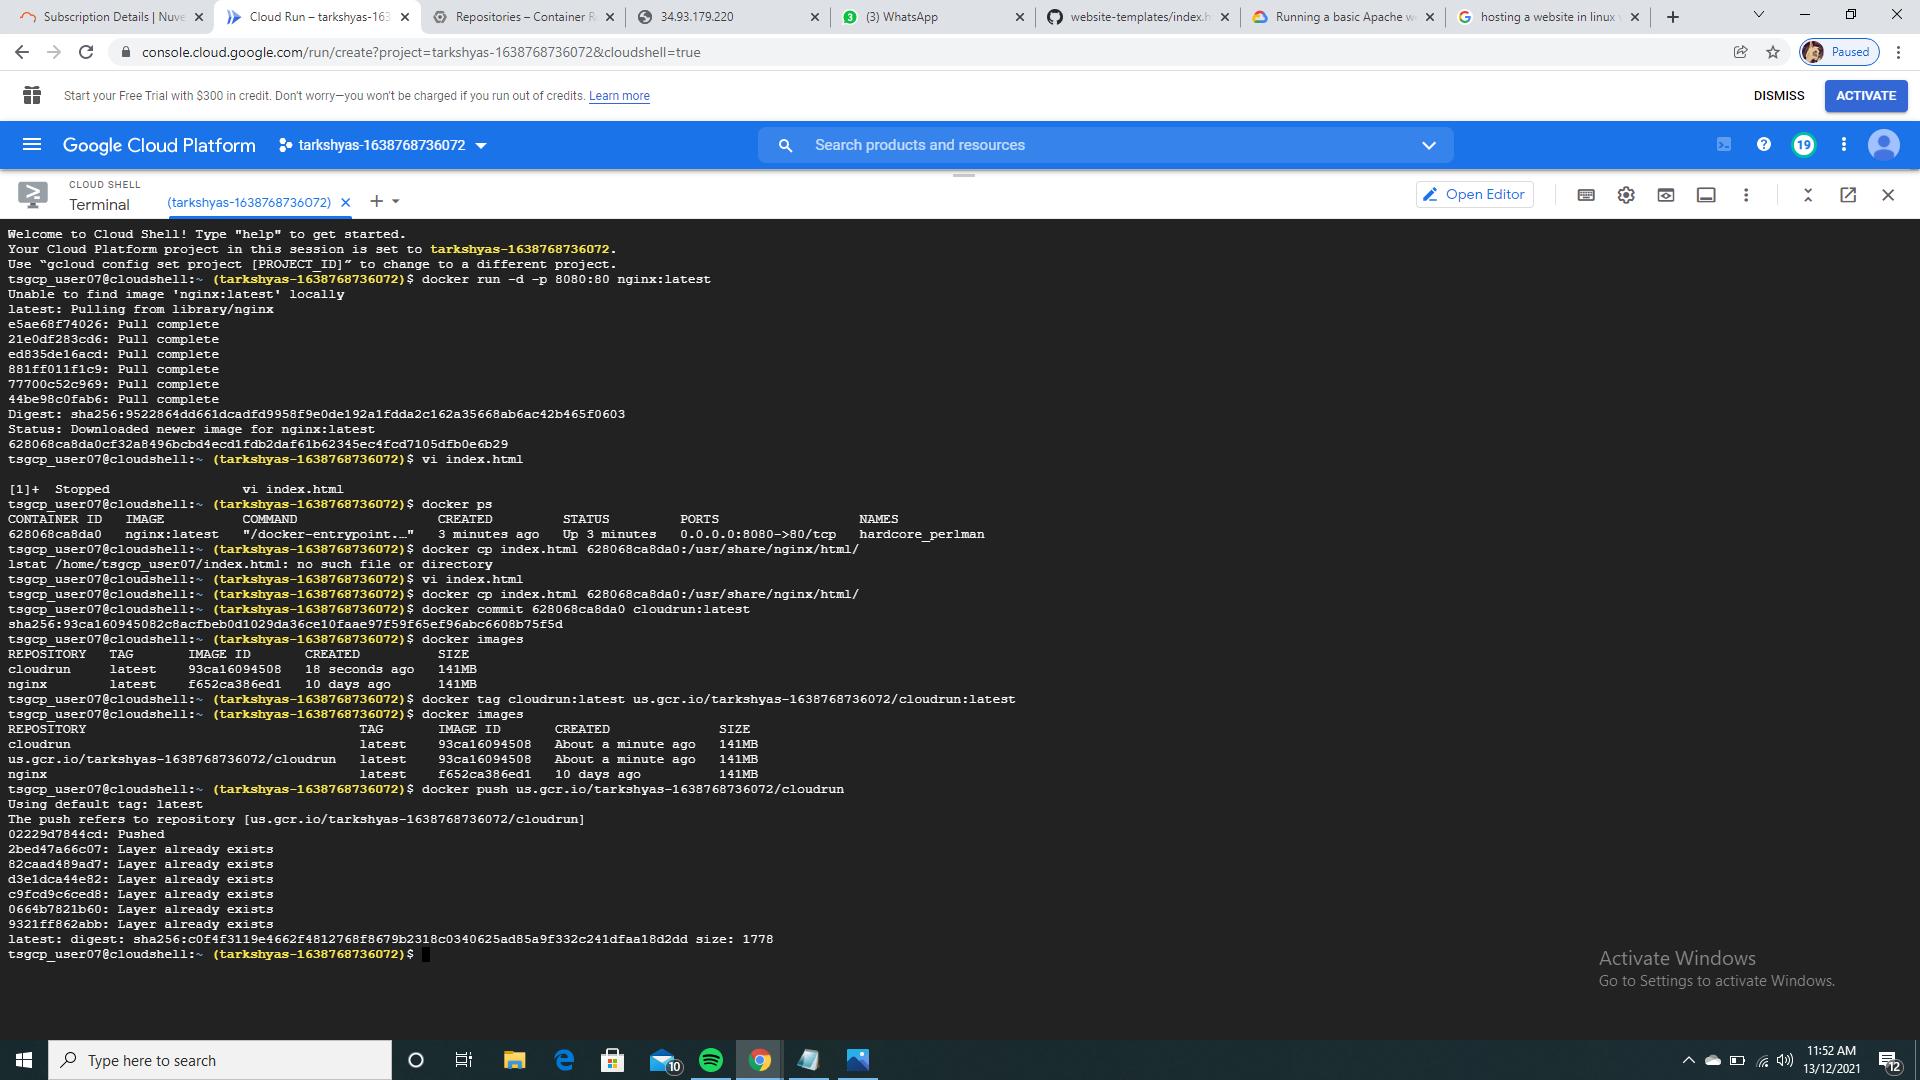 Subscription Details | Nuve
Cloud Run – tarkshyas-163
Repositories – Container R
34.93.179.220
(3) WhatsApp
website-templates/index.h
Running a basic Apache w
hosting a website in linux
console.cloud.google.com/run/create?project=tarkshyas-1638768736072&cloudshell=true
Paused
Start your Free Trial with $300 in credit. Don't worry—you won't be charged if you run out of credits. Learn more
DISMISS
ACTIVATE
Google Cloud Platform
tarkshyas-1638768736072
Search products and resources
19
CLOUD SHELL
Terminal
(tarkshyas-1638768736072)
Open Editor
Welcome to Cloud Shell! Type "help" to get started.
Your Cloud Platform project in this session is set to tarkshyas-1638768736072.
Use “gcloud config set project [PROJECT_ID]” to change to a different project.
tsgcp_user07@cloudshell:~ (tarkshyas-1638768736072)$ docker run -d -p 8080:80 nginx:latest
Unable to find image 'nginx:latest' locally
latest: Pulling from library/nginx
e5ae68f74026: Pull complete
21e0df283cd6: Pull complete
ed835de16acd: Pull complete
881ff011f1c9: Pull complete
77700c52c969: Pull complete
44be98c0fab6: Pull complete
Digest: sha256:9522864dd661dcadfd9958f9e0de192a1fdda2c162a35668ab6ac42b465f0603
Status: Downloaded newer image for nginx:latest
628068ca8da0cf32a8496bcbd4ecd1fdb2daf61b62345ec4fcd7105dfb0e6b29
tsgcp_user07@cloudshell:~ (tarkshyas-1638768736072)$ vi index.html
[1]+  Stopped                 vi index.html
tsgcp_user07@cloudshell:~ (tarkshyas-1638768736072)$ docker ps
CONTAINER ID   IMAGE          COMMAND                  CREATED         STATUS         PORTS                  NAMES
628068ca8da0   nginx:latest   "/docker-entrypoint.…"   3 minutes ago   Up 3 minutes   0.0.0.0:8080->80/tcp   hardcore_perlman
tsgcp_user07@cloudshell:~ (tarkshyas-1638768736072)$ docker cp index.html 628068ca8da0:/usr/share/nginx/html/
lstat /home/tsgcp_user07/index.html: no such file or directory
tsgcp_user07@cloudshell:~ (tarkshyas-1638768736072)$ vi index.html
tsgcp_user07@cloudshell:~ (tarkshyas-1638768736072)$ docker cp index.html 628068ca8da0:/usr/share/nginx/html/
tsgcp_user07@cloudshell:~ (tarkshyas-1638768736072)$ docker commit 628068ca8da0 cloudrun:latest
sha256:93ca160945082c8acfbeb0d1029da36ce10faae97f59f65ef96abc6608b75f5d
tsgcp_user07@cloudshell:~ (tarkshyas-1638768736072)$ docker images
REPOSITORY   TAG       IMAGE ID       CREATED          SIZE
cloudrun     latest    93ca16094508   18 seconds ago   141MB
nginx        latest    f652ca386ed1   10 days ago      141MB
tsgcp_user07@cloudshell:~ (tarkshyas-1638768736072)$ docker tag cloudrun:latest us.gcr.io/tarkshyas-1638768736072/cloudrun:latest
tsgcp_user07@cloudshell:~ (tarkshyas-1638768736072)$ docker images
REPOSITORY                                   TAG       IMAGE ID       CREATED              SIZE
cloudrun                                     latest    93ca16094508   About a minute ago   141MB
us.gcr.io/tarkshyas-1638768736072/cloudrun   latest    93ca16094508   About a minute ago   141MB
nginx                                        latest    f652ca386ed1   10 days ago          141MB
tsgcp_user07@cloudshell:~ (tarkshyas-1638768736072)$ docker push us.gcr.io/tarkshyas-1638768736072/cloudrun
Using default tag: latest
The push refers to repository [us.gcr.io/tarkshyas-1638768736072/cloudrun]
02229d7844cd: Pushed
2bed47a66c07: Layer already exists
82caad489ad7: Layer already exists
d3e1dca44e82: Layer already exists
c9fcd9c6ced8: Layer already exists
0664b7821b60: Layer already exists
9321ff862abb: Layer already exists
latest: digest: sha256:c0f4f3119e4662f4812768f8679b2318c0340625ad85a9f332c241dfaa18d2dd size: 1778
tsgcp_user07@cloudshell:~ (tarkshyas-1638768736072)$
Activate Windows
Go to Settings to activate Windows.
Type here to search
10
11:52 AM
13/12/2021
12